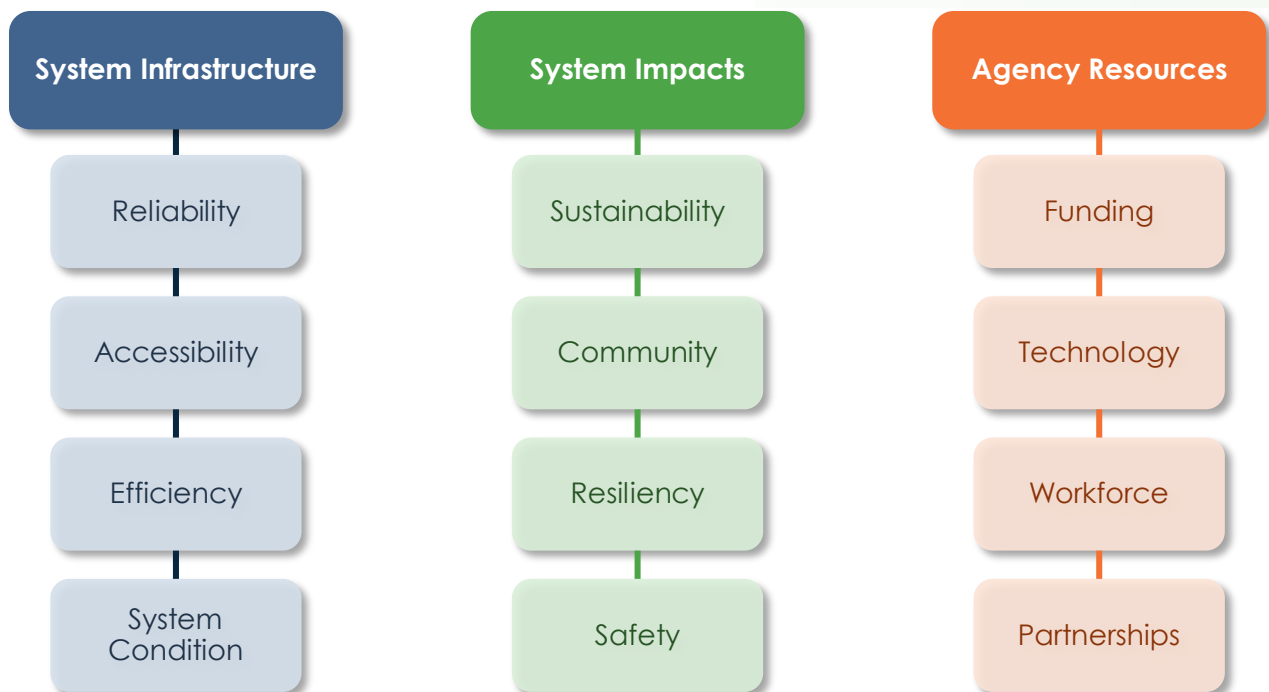 System Infrastructure
Reliability
Accessibility
Efficiency
System
Condition
System Impacts
Sustainability
Community
Resiliency
Safety
Agency Resources
Funding
Technology
Workforce
Partnerships